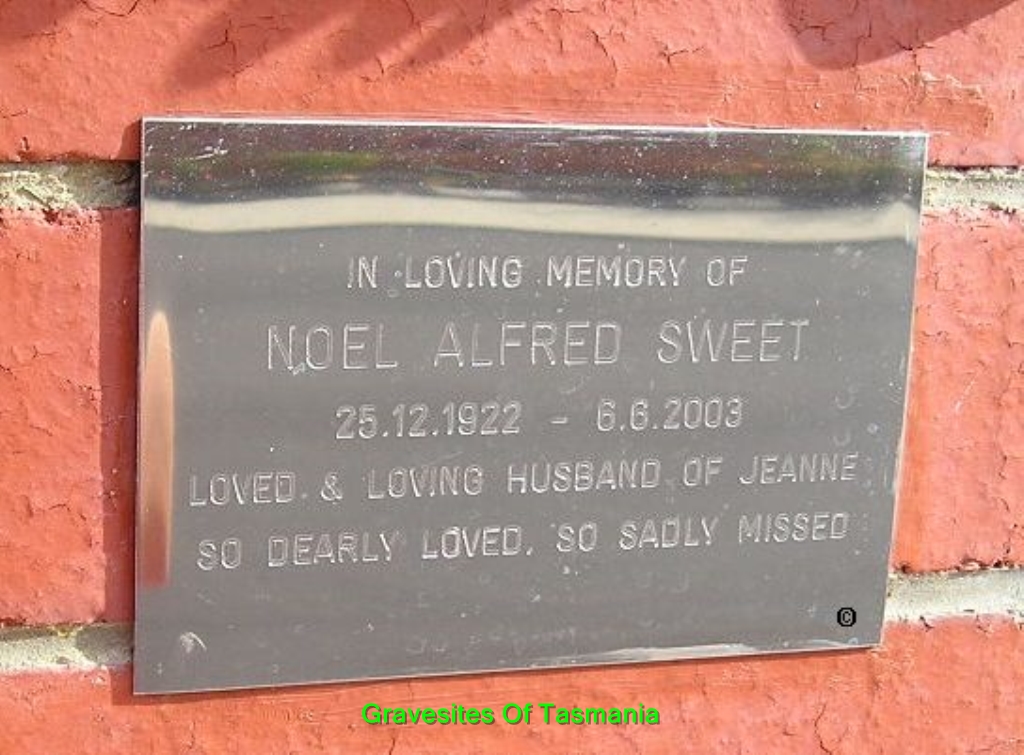 IN LOVING MEMORY OF
NOEL ALFRED SWEET
25.12.1922 - 6.6.2003
LOVED & LOVING HUSBAND OF JEANNE
SO DEARLY LOVED, SO SADLY MISSED
©
Gravesites Of Tasmania